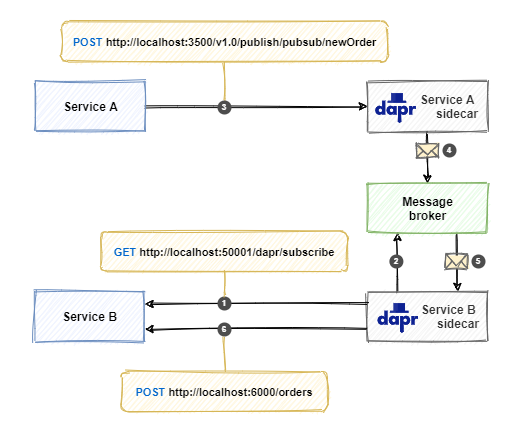 POST http://localhost:3500/v1.0/publish/pubsub/newOrder
Service A
3
dapr
Service A
sidecar
4
Message
broker
GET http://localhost:50001/dapr/subscribe
2
5
Service B
1
6
dapr
Service B
sidecar
POST http://localhost:6000/orders